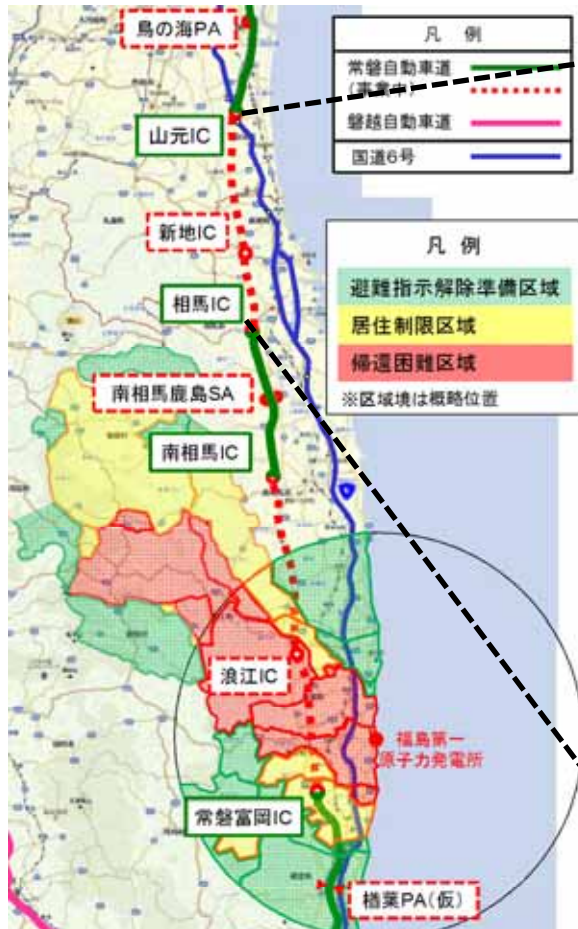 鳥の海PA
凡 例
常磐自動車道
(事業中)
磐越自動車道
国道6号
山元IC
新地IC
凡 例
避難指示解除準備区域
居住制限区域
帰還困難区域
※区域境は概略位置
相馬IC
南相馬鹿島SA
南相馬IC
浪江IC
福島第一
原子力発電所
常磐富岡IC
楢葉PA(仮)